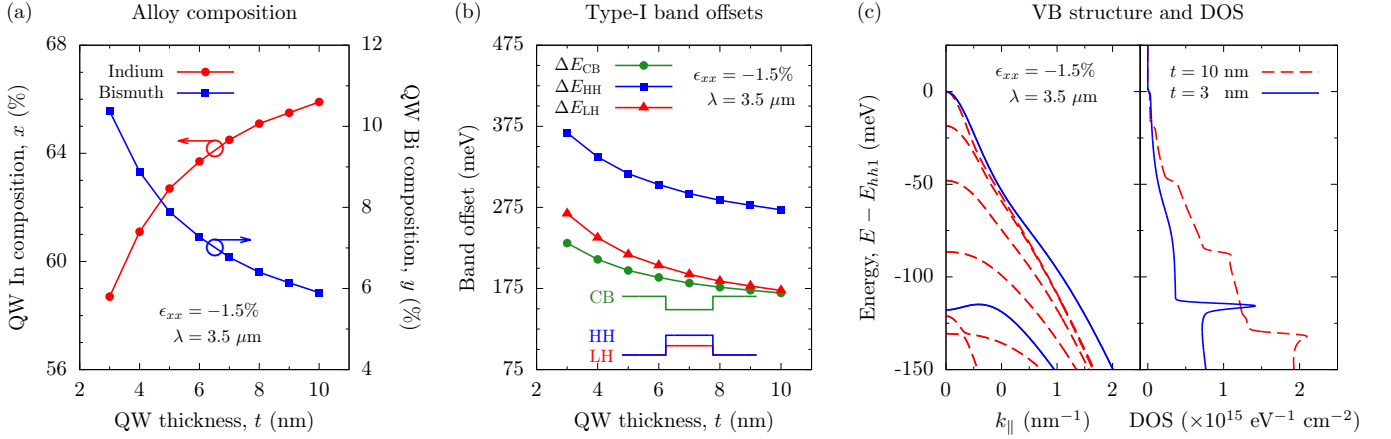 (a) Alloy composition
QW In composition, x (%)
68
64
60
56
Indium
Bismuth
ϵxx = −1.5%
λ = 3.5 μm
12
10
8
6
4
QW Bi composition, y (%)
2 4 6 8 10
QW thickness, t (nm)
(b) Type-I band offsets
Band offset (meV)
475
375
275
175
75
ΔECB
ΔEHH
ΔELH
ϵxx = −1.5%
λ = 3.5 μm
CB
HH
LH
2 4 6 8 10
QW thickness, t (nm)
(c) VB structure and DOS
Energy, E − Ehh1 (meV)
0
−50
−100
−150
ϵxx = −1.5%
λ = 3.5 μm
0 0 1
k∥ (nm−1)
t = 10 nm
t = 3 nm
0 1 2
DOS (×10^15 eV−1 cm−2)